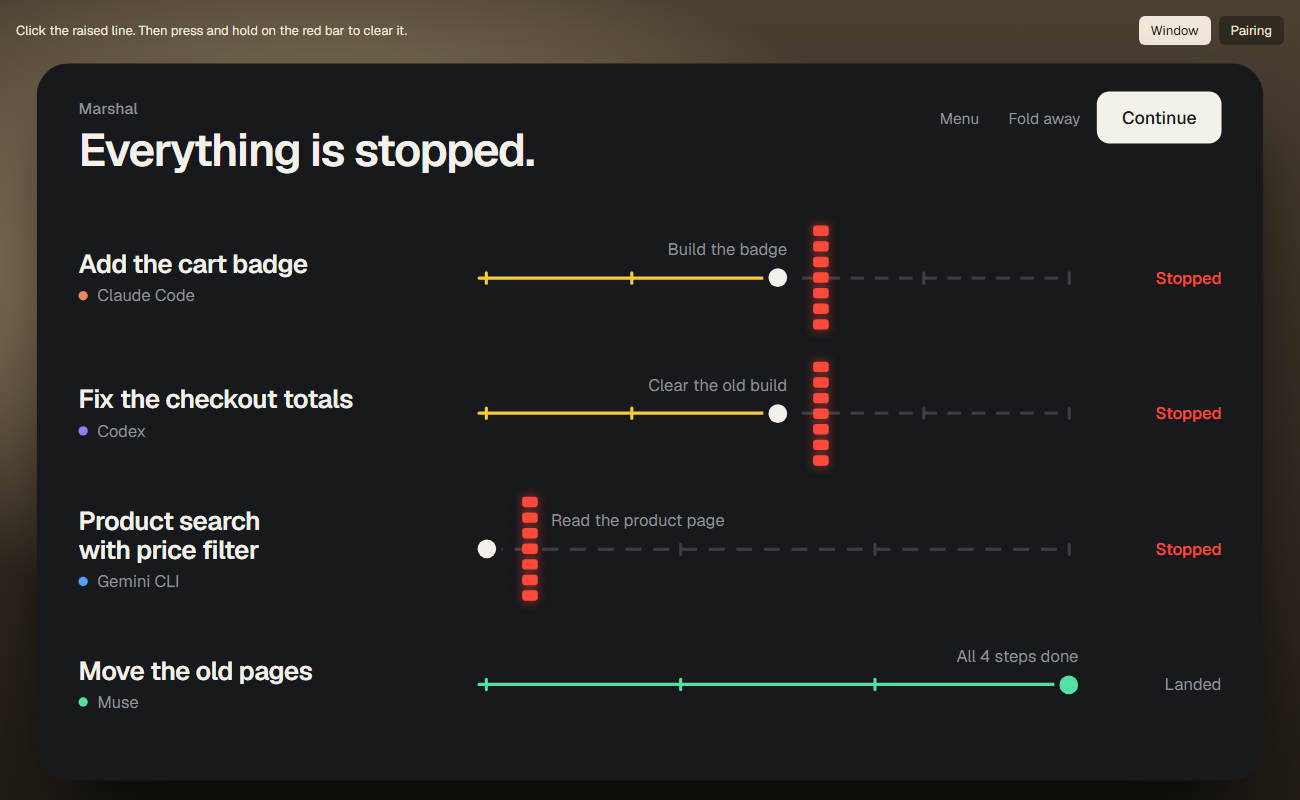 Click the raised line. Then press and hold on the red bar to clear it.
Window
Pairing
Marshal
Everything is stopped.
Menu
Fold away
Continue
Add the cart badge
Claude Code
Build the badge
Stopped
Fix the checkout totals
Codex
Clear the old build
Stopped
Product search
with price filter
Gemini CLI
Read the product page
Stopped
Move the old pages
Muse
All 4 steps done
Landed